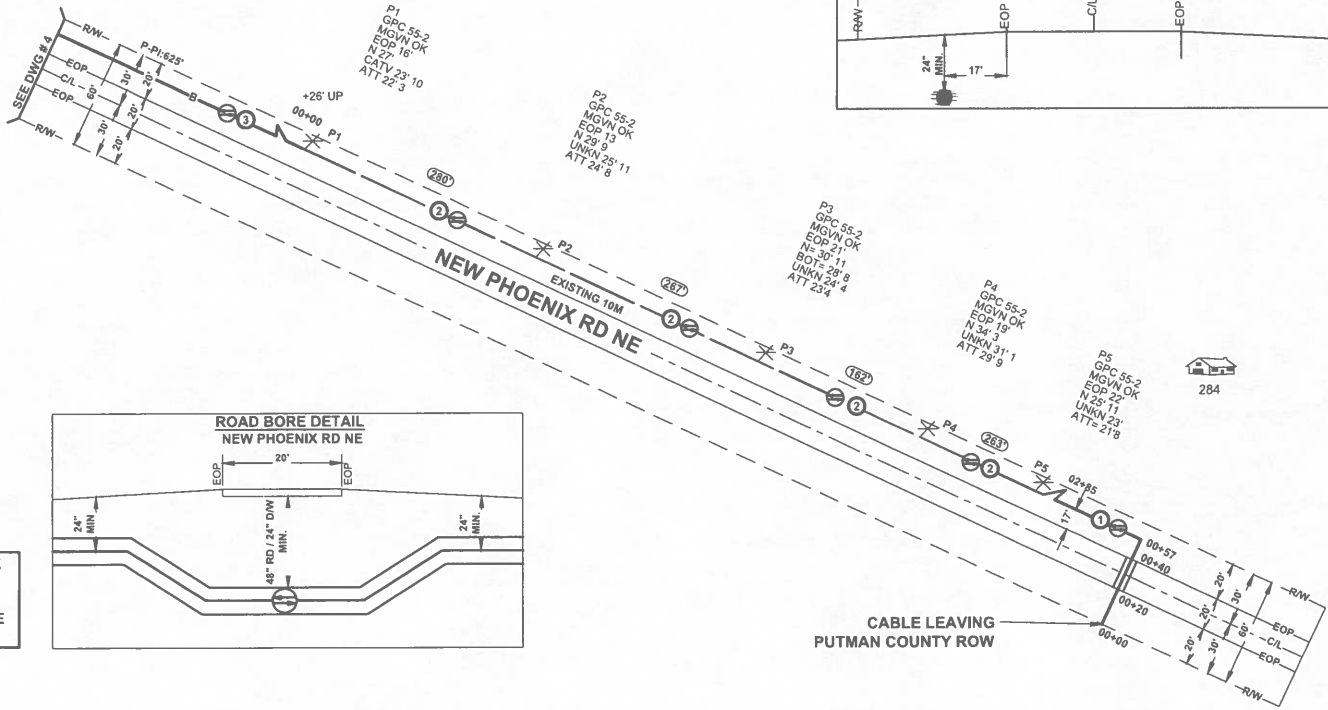 P1
GPC 55-2
MGVN OK
EOP 16'
N 27'
CATV 23' 10
ATT 22' 3
P2
GPC 55-2
MGVN OK
EOP 13
N 29' 9
UNKN 25' 11
ATT 24' 8
P3
GPC 55-2
MGVN OK
EOP 21'
N= 30' 11
BOT= 28' 8
UNKN 24' 4
ATT 23'4
P4
GPC 55-2
MGVN OK
EOP 19'
N 34' 3
UNKN 31' 1
ATT 29' 9
P5
GPC 55-2
MGVN OK
EOP 22'
N 25' 11
UNKN 23'
ATT= 21'8
284
R/W
EOP
C/L
EOP
24"
MIN.
17'
SEE DWG # 4
R/W
EOP
C/L
EOP
R/W
P-PI:625'
30'
20'
60'
20'
30'
20'
B
3
+26' UP
00+00
P1
280'
2
P2
EXISTING 10M
NEW PHOENIX RD NE
267'
2
P3
162'
2
P4
263'
2
P5
02+85
17'
1
00+57
00+40
00+20
00+00
20'
30'
20'
60'
20'
30'
R/W
EOP
C/L
EOP
R/W
CABLE LEAVING
PUTMAN COUNTY ROW
ROAD BORE DETAIL
NEW PHOENIX RD NE
EOP
20'
EOP
24"
MIN
48" RD / 24" D/W
MIN.
24"
MIN.
E